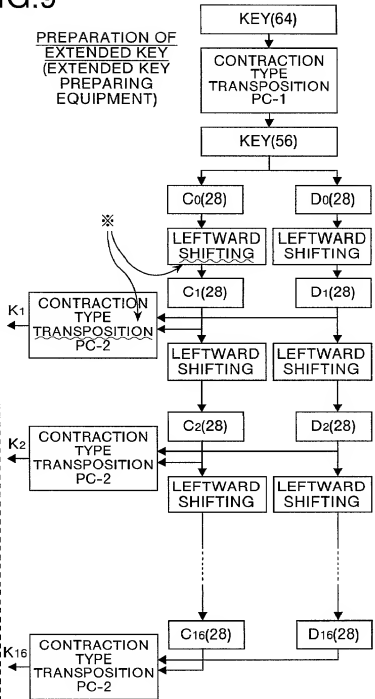 FIG.9
PREPARATION OF
EXTENDED KEY
(EXTENDED KEY
PREPARING
EQUIPMENT)
KEY(64)
CONTRACTION
TYPE
TRANSPOSITION
PC-1
KEY(56)
C0(28)
D0(28)
※
LEFTWARD
SHIFTING
LEFTWARD
SHIFTING
C1(28)
D1(28)
K1
CONTRACTION
TYPE
TRANSPOSITION
PC-2
LEFTWARD
SHIFTING
LEFTWARD
SHIFTING
C2(28)
D2(28)
K2
CONTRACTION
TYPE
TRANSPOSITION
PC-2
LEFTWARD
SHIFTING
LEFTWARD
SHIFTING
C16(28)
D16(28)
K16
CONTRACTION
TYPE
TRANSPOSITION
PC-2